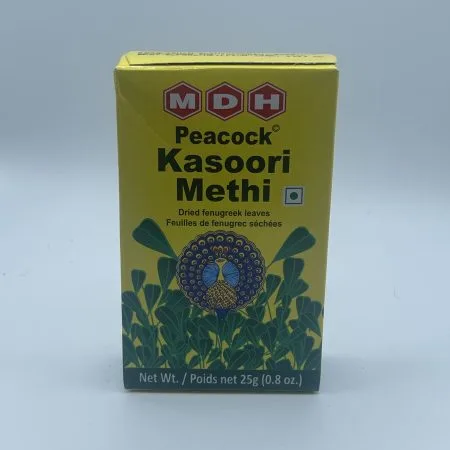 MDH
Peacock©
Kasoori
Methi
Dried fenugreek leaves
Feuilles de fenugrec séchées
Net Wt. / Poids net 25g (0.8 oz.)